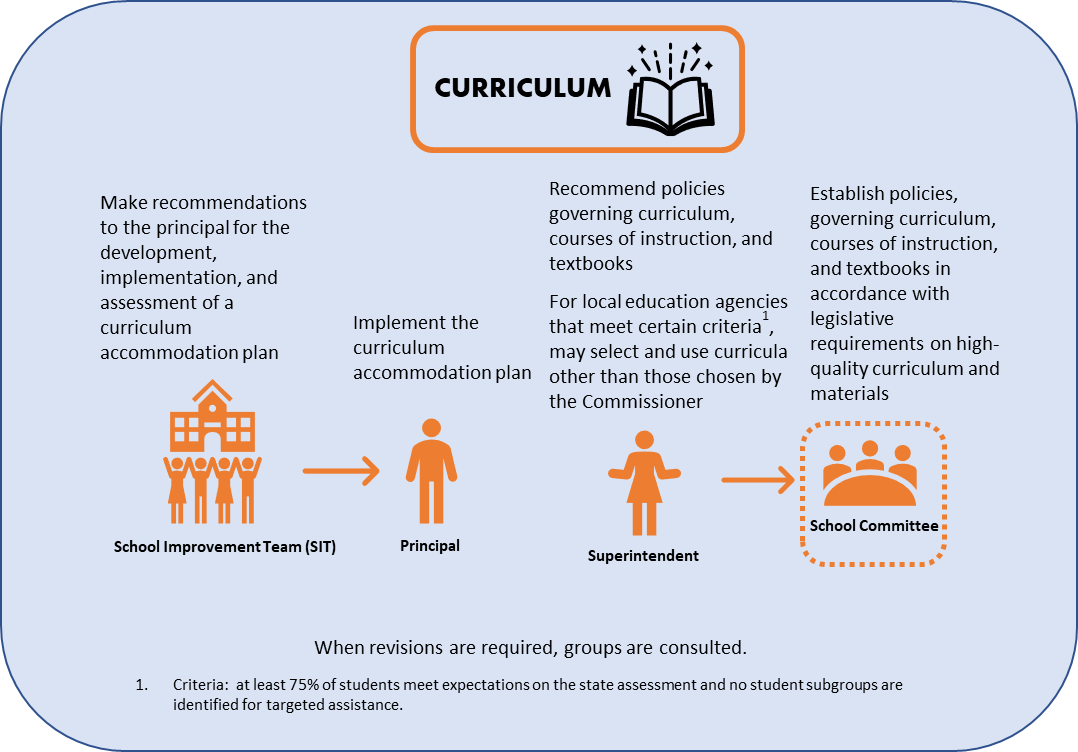 CURRICULUM
Make recommendations
to the principal for the
development,
implementation, and
assessment of a
curriculum
accommodation plan
School Improvement Team (SIT)
Implement the
curriculum
accommodation plan
Principal
Recommend policies
governing curriculum,
courses of instruction, and
textbooks
For local education agencies
that meet certain criteria1,
may select and use curricula
other than those chosen by
the Commissioner
Superintendent
Establish policies,
governing curriculum,
courses of instruction,
and textbooks in
accordance with
legislative
requirements on high-
quality curriculum and
materials
School Committee
When revisions are required, groups are consulted.
1. Criteria: at least 75% of students meet expectations on the state assessment and no student subgroups are
identified for targeted assistance.